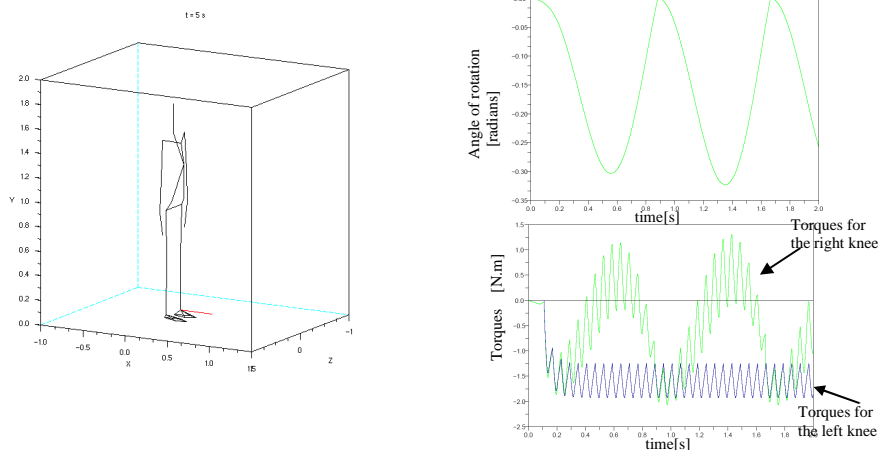 t = 5 s
2.0
1.8
1.6
1.4
1.2
1.0
0.8
0.6
0.4
0.2
0.0
Y
-1.0
-0.5
0.0
0.5
1.0
X
-1
0
Z
Angle of rotation
[radians]
-0.05
-0.10
-0.15
-0.20
-0.25
-0.30
-0.35
0.0 0.2 0.4 0.6 0.8 1.0 1.2 1.4 1.6 1.8 2.0
time[s]
Torques [N.m]
1.5
1.0
0.5
0.0
-0.5
-1.0
-1.5
-2.0
-2.5
0.0 0.2 0.4 0.6 0.8 1.0 1.2 1.4 1.6 1.8
time[s]
Torques for
the right knee
Torques for
the left knee